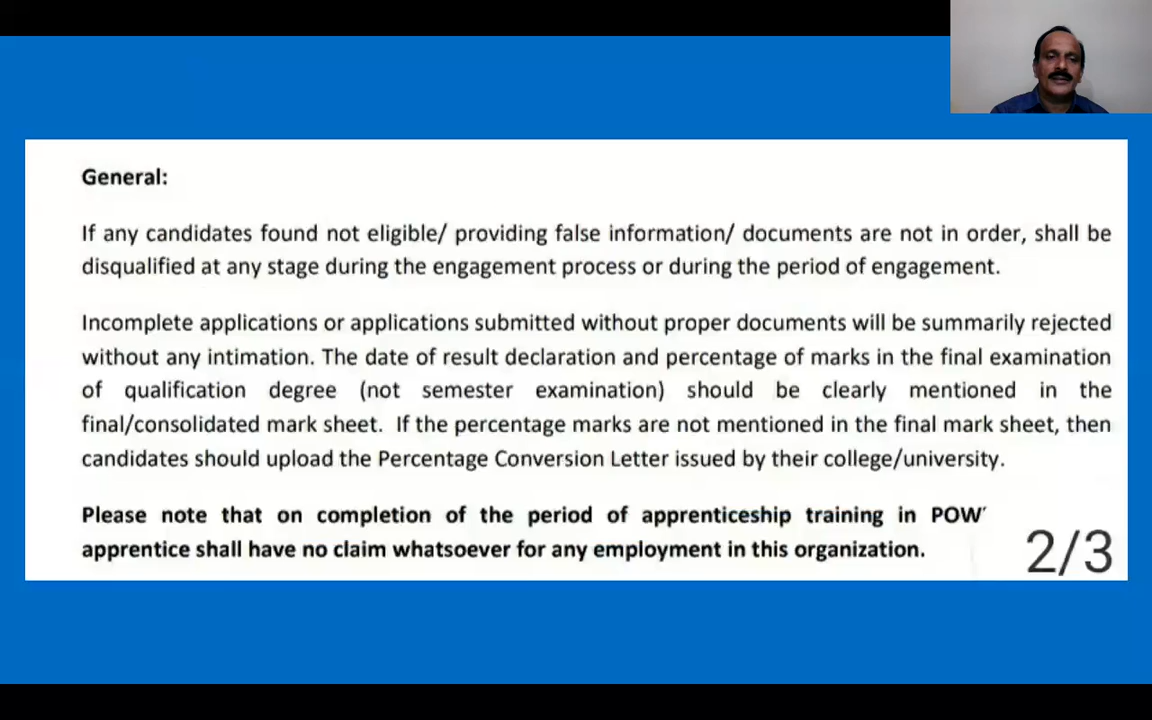 General:
If any candidates found not eligible/ providing false information/ documents are not in order, shall be
disqualified at any stage during the engagement process or during the period of engagement.
Incomplete applications or applications submitted without proper documents will be summarily rejected
without any intimation. The date of result declaration and percentage of marks in the final examination
of qualification degree (not semester examination) should be clearly mentioned in the
final/consolidated mark sheet. If the percentage marks are not mentioned in the final mark sheet, then
candidates should upload the Percentage Conversion Letter issued by their college/university.
Please note that on completion of the period of apprenticeship training in
apprentice shall have no claim whatsoever for any employment in this organization.
2/3